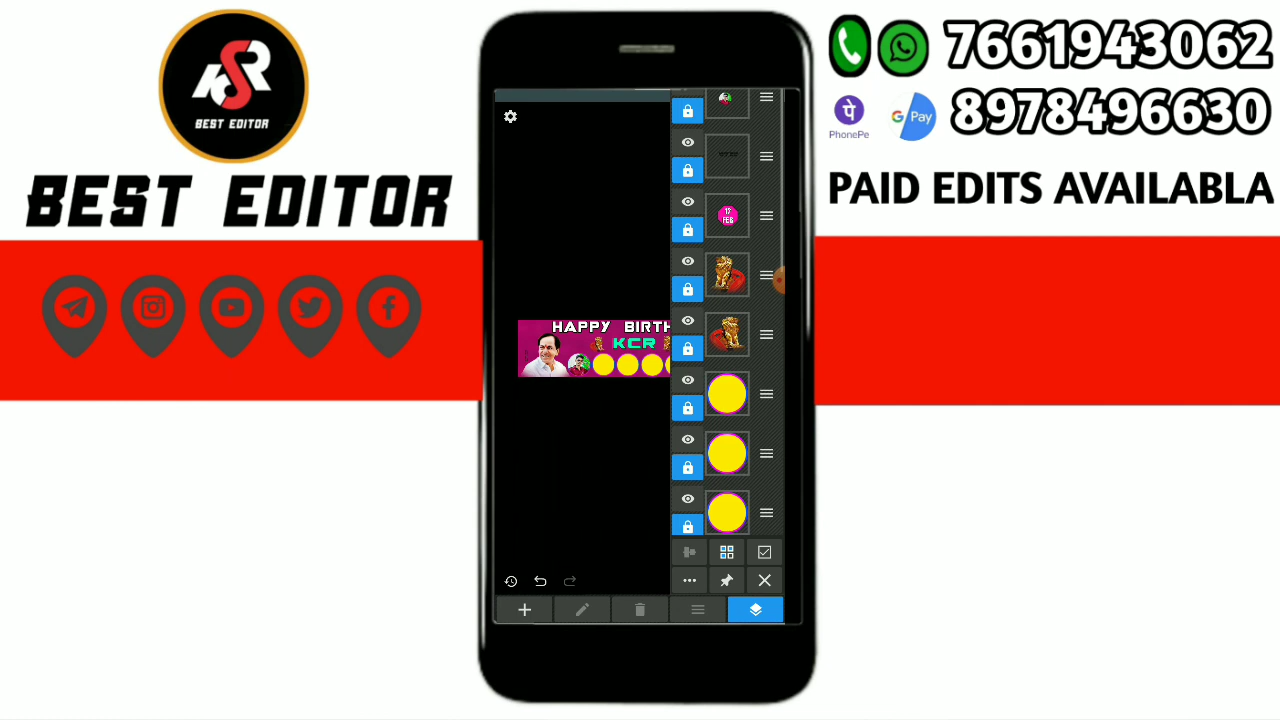 KSR
BEST EDITOR
BEST EDITOR
7661943062
PhonePe
G Pay
8978496630
PAID EDITS AVAILABLA
17
FEB
HAPPY BIRTH
KCR